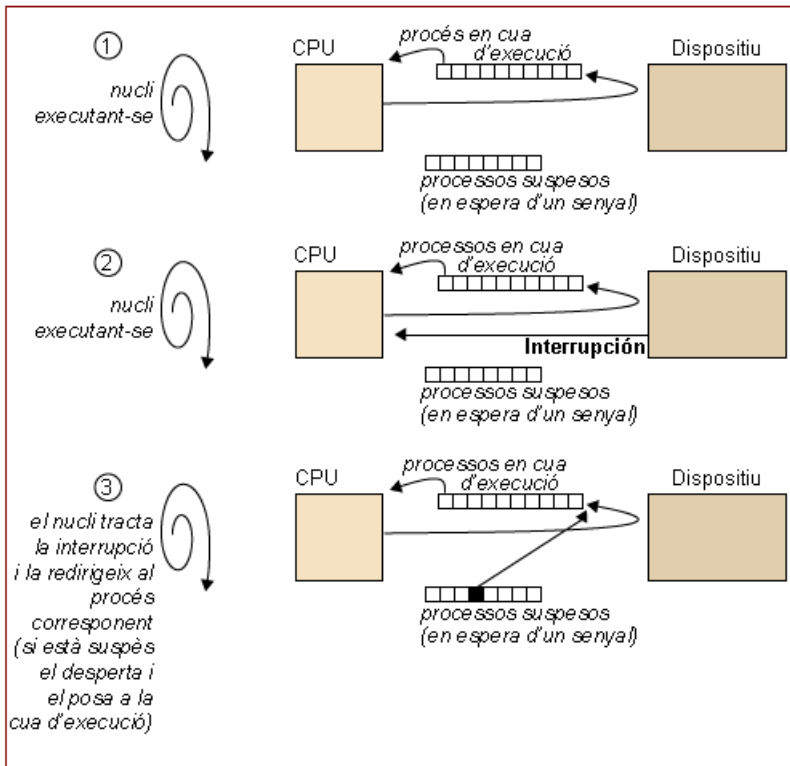 1
CPU
procés en cua
d'execució
Dispositiu
nucli
executant-se
processos suspesos
(en espera d'un senyal)
2
CPU
processos en cua
d'execució
Dispositiu
nucli
executant-se
Interrupción
processos suspesos
(en espera d'un senyal)
3
CPU
processos en cua
d'execució
Dispositiu
el nucli tracta
la interrupció
i la redirigeix al
procés
corresponent
(si està suspès
el desperta i
el posa a la
cua d'execució)
processos suspesos
(en espera d'un senyal)